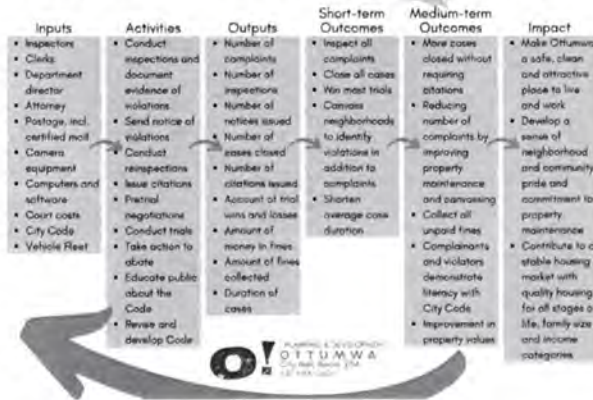 Inputs
• Inspectors
• Clerks
• Department
director
• Attorney
• Postage, incl.
certified mail
• Camera
equipment
• Computers and
software
• Court costs
• City Code
• Vehicle Fleet
Activities
• Conduct
inspections and
document
evidence of
violations
• Send notice of
violations
• Conduct
reinspections
• Issue citations
• Pretrial
negotiations
• Conduct trials
• Take action to
abate
• Educate public
about the
Code
• Revise and
develop Code
Outputs
• Number of
complaints
• Number of
inspections
• Number of
notices issued
• Number of
cases closed
• Number of
citations issued
• Account of trial
wins and losses
• Amount of
money in fines
• Amount of fines
collected
• Duration of
cases
Short-term
Outcomes
• Inspect all
complaints
• Close all cases
• Win most trials
• Canvass
neighborhoods
to identify
violations in
addition to
complaints
• Shorten
average case
duration
Medium-term
Outcomes
• More cases
closed without
requiring
citations
• Reducing
number of
complaints by
improving
property
maintenance
and canvassing
• Collect all
unpaid fines
• Complainants
and violators
demonstrate
literacy with
City Code
• Improvement in
property values
Impact
• Make Ottumwa
a safe, clean
and attractive
place to live
and work
• Develop a
sense of
neighborhood
and community
pride and
commitment to
property
maintenance
• Contribute to a
stable housing
market with
quality housing
for all stages of
life, family size
and income
categories
O!
PLANNING & DEVELOPMENT
OTTUMWA
City Hall, Room